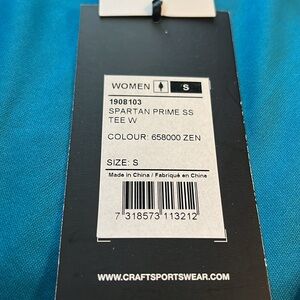 WOMEN S
1908103
SPARTAN PRIME SS
TEE W
COLOUR: 658000 ZEN
SIZE: S
Made in China / Fabriqué en Chine
7 318573 113212
WWW.CRAFTSPORTSWEAR.COM